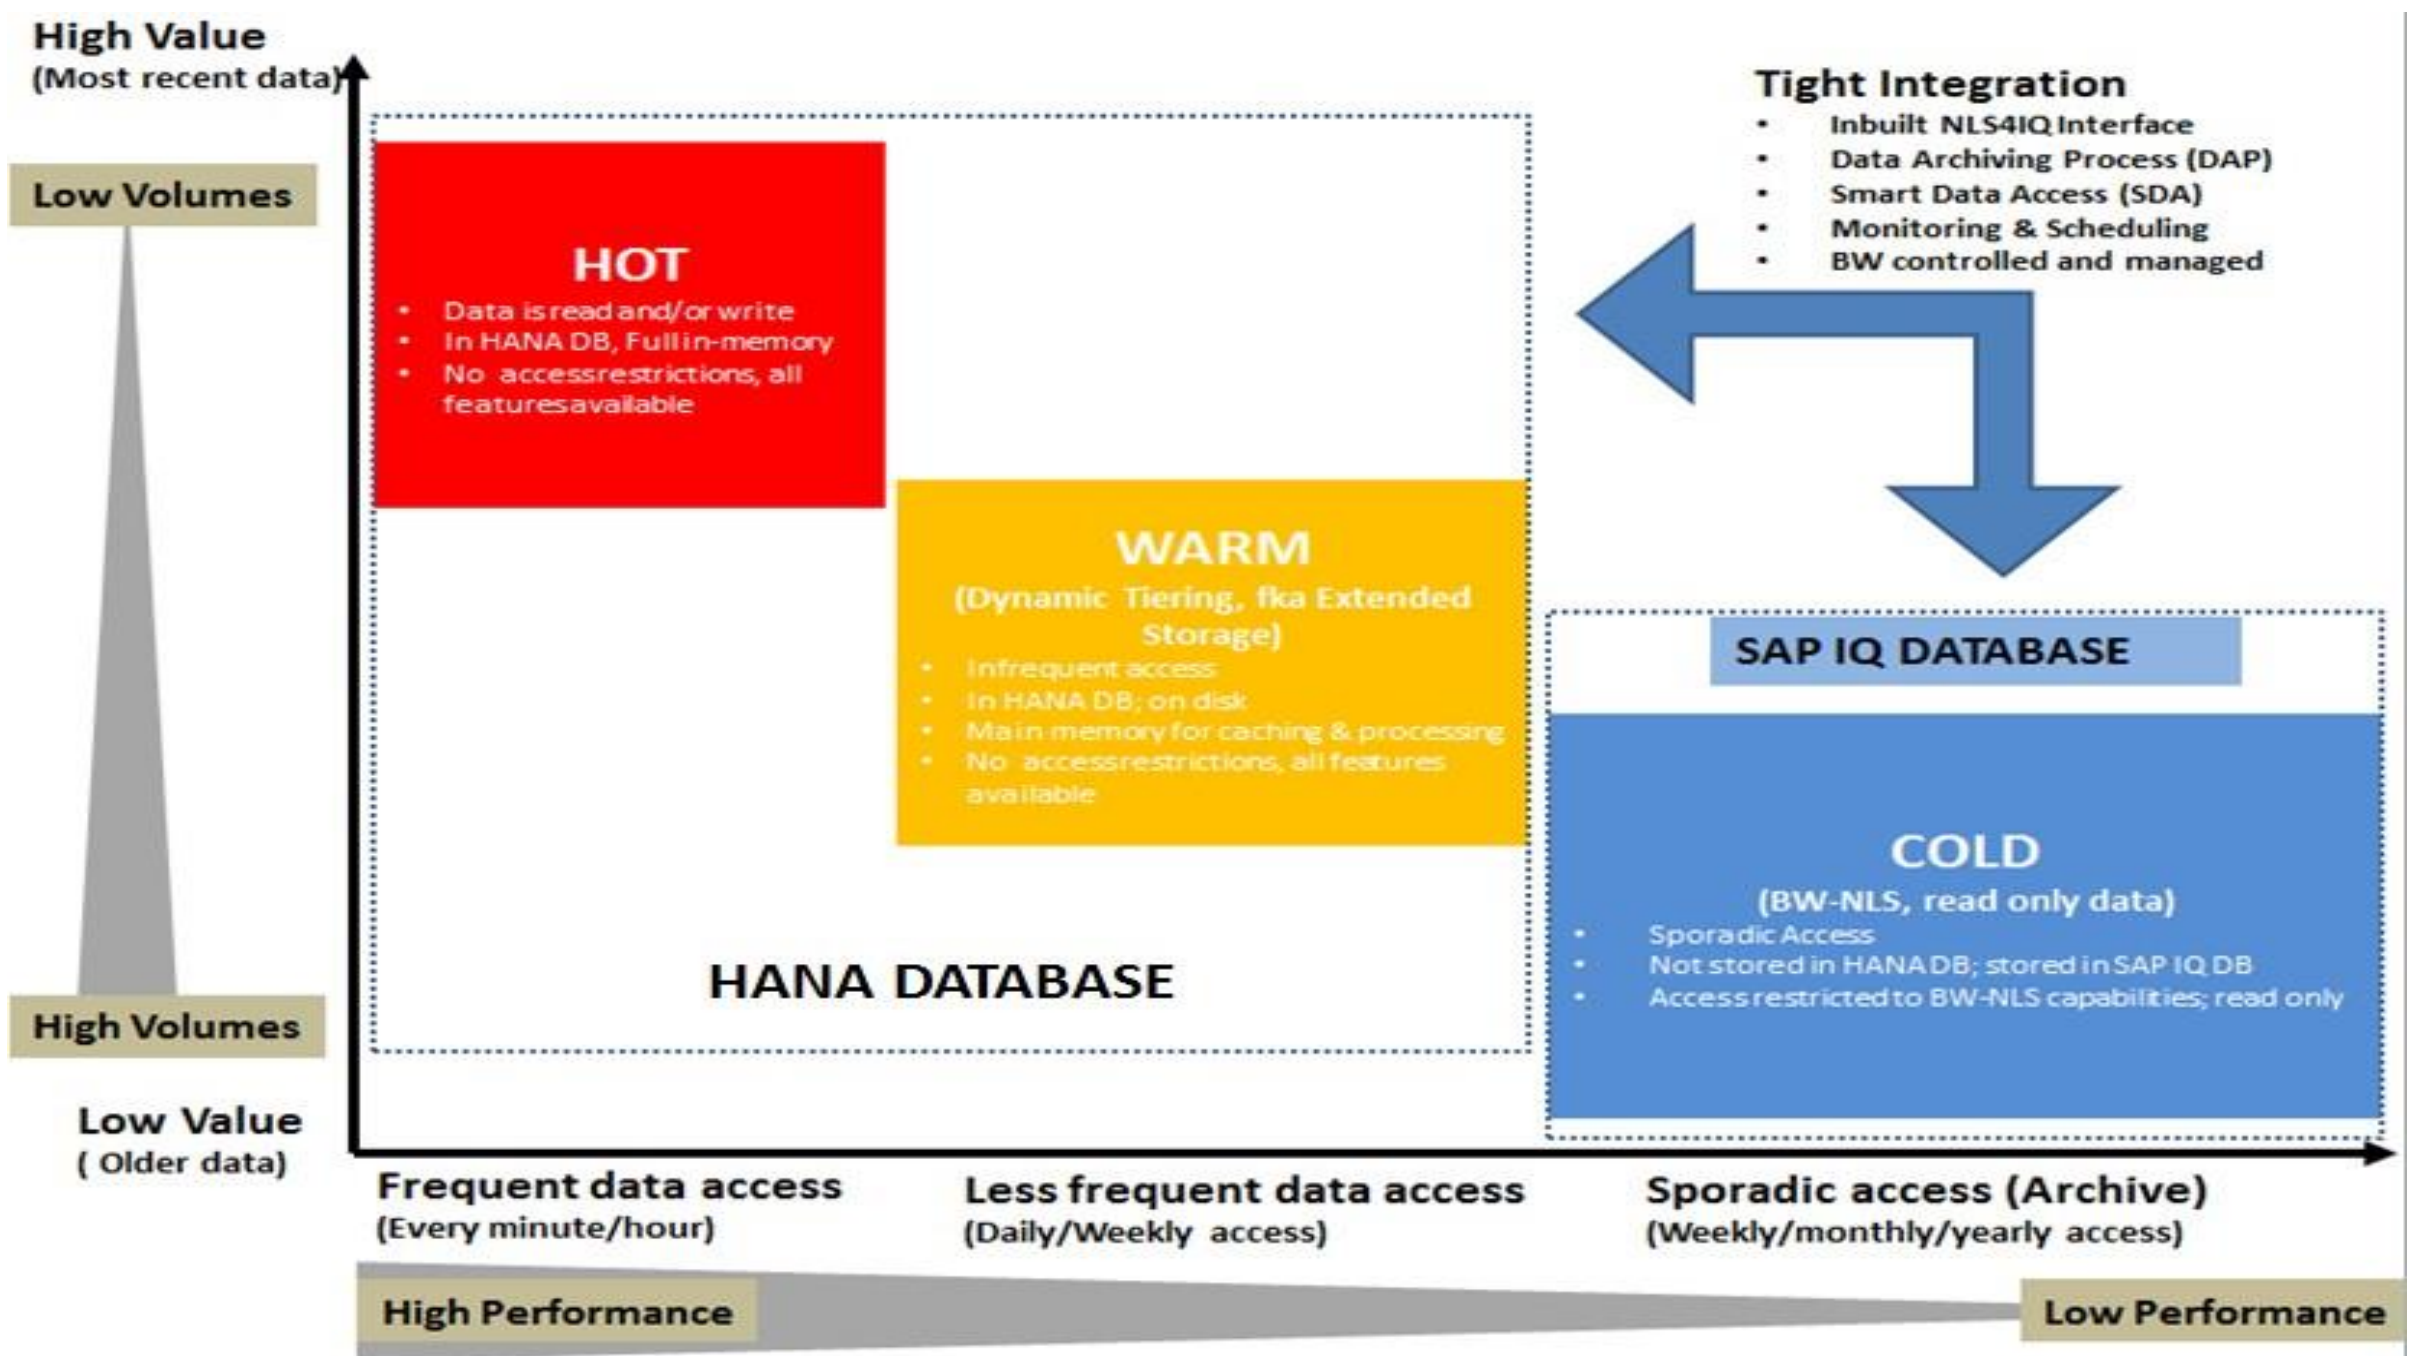 High Value
(Most recent data)
Low Volumes
High Volumes
Low Value
( Older data)
HOT
• Data is read and/or write
• In HANA DB, Full in-memory
• No access restrictions, all
features available
WARM
(Dynamic Tiering, fka Extended
Storage)
• Infrequent access
• In HANA DB; on disk
• Main memory for caching & processing
• No access restrictions, all features
available
HANA DATABASE
Tight Integration
• Inbuilt NLS4IQ Interface
• Data Archiving Process (DAP)
• Smart Data Access (SDA)
• Monitoring & Scheduling
• BW controlled and managed
SAP IQ DATABASE
COLD
(BW-NLS, read only data)
• Sporadic Access
• Not stored in HANA DB; stored in SAP IQ DB
• Access restricted to BW-NLS capabilities; read only
Frequent data access
(Every minute/hour)
Less frequent data access
(Daily/Weekly access)
Sporadic access (Archive)
(Weekly/monthly/yearly access)
High Performance
Low Performance